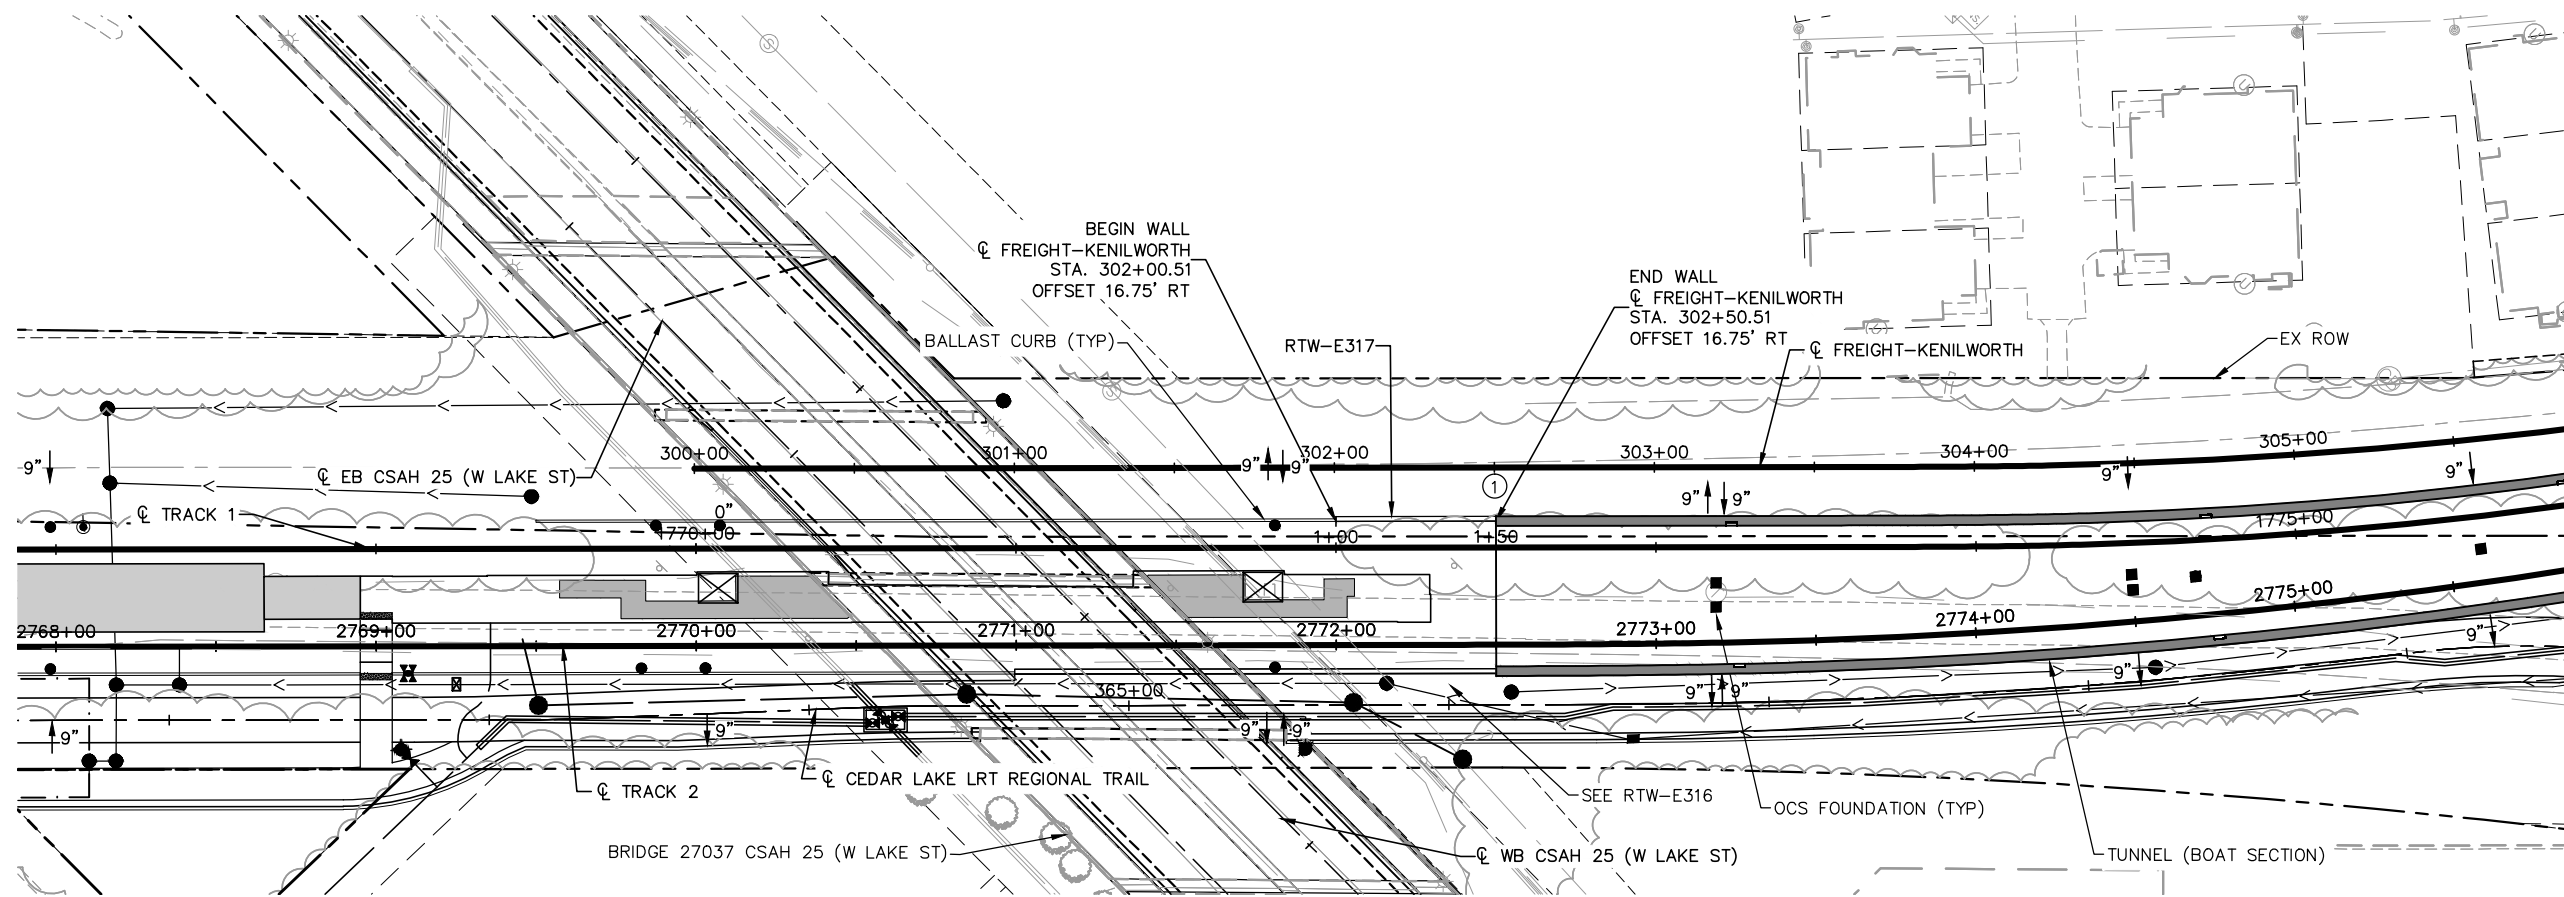 BEGIN WALL
℄ FREIGHT-KENILWORTH
STA. 302+00.51
OFFSET 16.75' RT
END WALL
℄ FREIGHT-KENILWORTH
STA. 302+50.51
OFFSET 16.75' RT
BALLAST CURB (TYP)
RTW-E317
℄ FREIGHT-KENILWORTH
EX ROW
300+00
301+00
302+00
303+00
304+00
305+00
9"
9"
9"
9"
9"
℄ EB CSAH 25 (W LAKE ST)
1
9"
9"
℄ TRACK 1
0"
1770+00
1+00
1+50
1775+00
2768+00
2769+00
2770+00
2771+00
2772+00
2773+00
2774+00
2775+00
9"
9"
365+00
9"
9"
9"
9"
9"
9"
℄ TRACK 2
℄ CEDAR LAKE LRT REGIONAL TRAIL
SEE RTW-E316
OCS FOUNDATION (TYP)
BRIDGE 27037 CSAH 25 (W LAKE ST)
℄ WB CSAH 25 (W LAKE ST)
TUNNEL (BOAT SECTION)